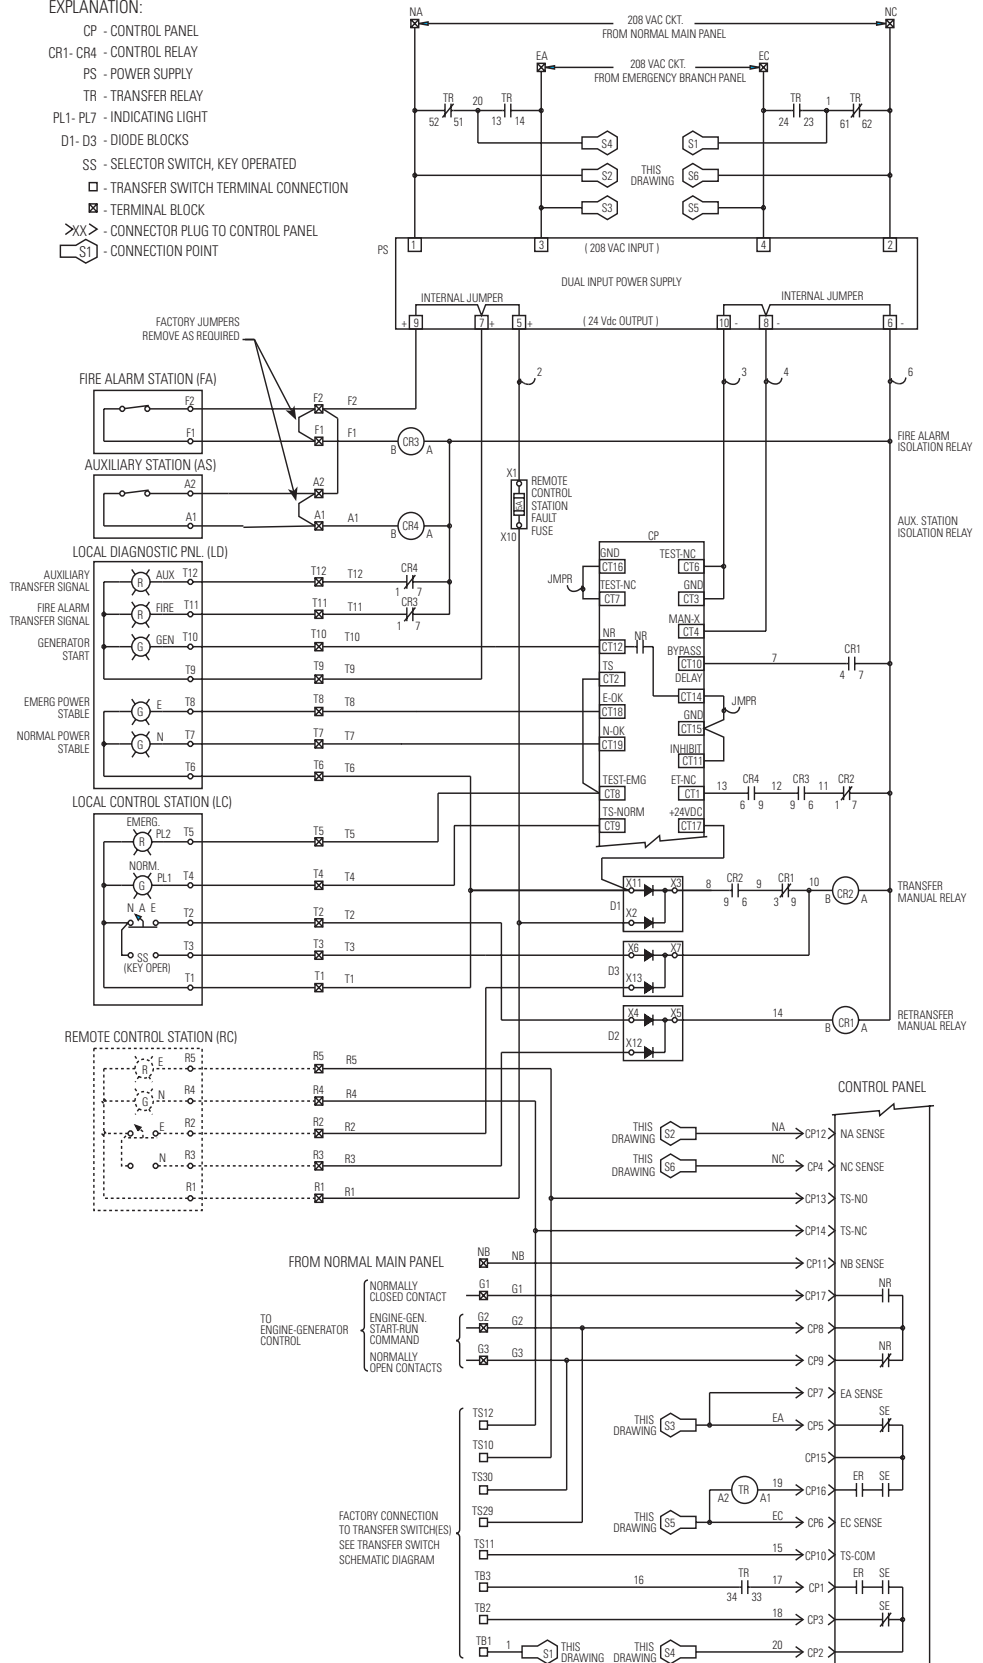 EXPLANATION:
CP - CONTROL PANEL
CR1- CR4 - CONTROL RELAY
PS - POWER SUPPLY
TR - TRANSFER RELAY
PL1- PL7 - INDICATING LIGHT
D1- D3 - DIODE BLOCKS
SS - SELECTOR SWITCH, KEY OPERATED
- TRANSFER SWITCH TERMINAL CONNECTION
- TERMINAL BLOCK
XX - CONNECTOR PLUG TO CONTROL PANEL
S1 - CONNECTION POINT
NA NC
208 VAC CKT.
FROM NORMAL MAIN PANEL
EA EC
208 VAC CKT.
FROM EMERGENCY BRANCH PANEL
TR 20 TR TR 1 TR
52 51 13 14 24 23 61 62
S4 S1
S2 THIS DRAWING S6
S3 S5
PS 1 3 ( 208 VAC INPUT ) 4 2
DUAL INPUT POWER SUPPLY
INTERNAL JUMPER INTERNAL JUMPER
+ 9 7 + 5 + ( 24 Vdc OUTPUT ) 10 - 8 - 6 -
2 3 4 6
FACTORY JUMPERS
REMOVE AS REQUIRED
FIRE ALARM STATION (FA)
F2 F2 F2
F1 F1 F1 B CR3 A
FIRE ALARM
ISOLATION RELAY
AUXILIARY STATION (AS)
A2 A2
A1 A1 A1 B CR4 A
AUX. STATION
ISOLATION RELAY
X1
REMOTE
CONTROL
STATION
FAULT
FUSE
5A
X10
LOCAL DIAGNOSTIC PNL. (LD)
AUXILIARY
TRANSFER SIGNAL
R AUX T12 T12 T12 CR4
1 7
FIRE ALARM
TRANSFER SIGNAL
R FIRE T11 T11 T11 CR3
1 7
GENERATOR
START
G GEN T10 T10 T10
T9 T9 T9
EMERG POWER
STABLE
G E T8 T8 T8
NORMAL POWER
STABLE
G N T7 T7 T7
T6 T6 T6
CP
GND TEST-NC
CT16 CT6
JMPR
TEST-NC GND
CT7 CT3
MAN-X
CT4
NR NR BYPASS
CT12 CT10
7 CR1
4 7
TS DELAY
CT2 CT14
JMPR
E-OK GND
CT18 CT15
N-OK INHIBIT
CT19 CT11
TEST-EMG ET-NC
CT8 CT1
13 CR4 12 CR3 11 CR2
6 9 9 6 1 7
TS-NORM +24VDC
CT9 CT17
LOCAL CONTROL STATION (LC)
EMERG.
R PL2 T5 T5 T5
NORM.
G PL1 T4 T4 T4
N A E T2 T2 T2
SS
(KEY OPER)
T3 T3 T3
T1 T1 T1
D1 X11 X3 X2
8 CR2 9 CR1 10
9 6 3 9
B CR2 A
TRANSFER
MANUAL RELAY
D3 X6 X7 X13
D2 X4 X5 X12
14 B CR1 A
RETRANSFER
MANUAL RELAY
REMOTE CONTROL STATION (RC)
R E R5 R5 R5
G N R4 R4 R4
E R2 R2 R2
N R3 R3 R3
R1 R1 R1
CONTROL PANEL
THIS DRAWING S2 NA CP12 NA SENSE
THIS DRAWING S6 NC CP4 NC SENSE
CP13 TS-NO
CP14 TS-NC
FROM NORMAL MAIN PANEL NB NB CP11 NB SENSE
TO
ENGINE-GENERATOR
CONTROL
NORMALLY
CLOSED CONTACT
G1 G1 CP17 NR
ENGINE-GEN.
START-RUN
COMMAND
G2 G2 CP8
NORMALLY
OPEN CONTACTS
G3 G3 CP9 NR
CP7 EA SENSE
TS12
THIS DRAWING S3 EA CP5 SE
TS10 CP15
TS30
TR A2 A1 19 CP16 ER SE
TS29
THIS DRAWING S5 EC CP6 EC SENSE
FACTORY CONNECTION
TO TRANSFER SWITCH(ES)
SEE TRANSFER SWITCH
SCHEMATIC DIAGRAM
TS11 15 CP10 TS-COM
TB3 16 TR 17 CP1 ER SE
34 33
TB2 18 CP3 SE
TB1 1 S1 THIS DRAWING THIS DRAWING S4 20 CP2